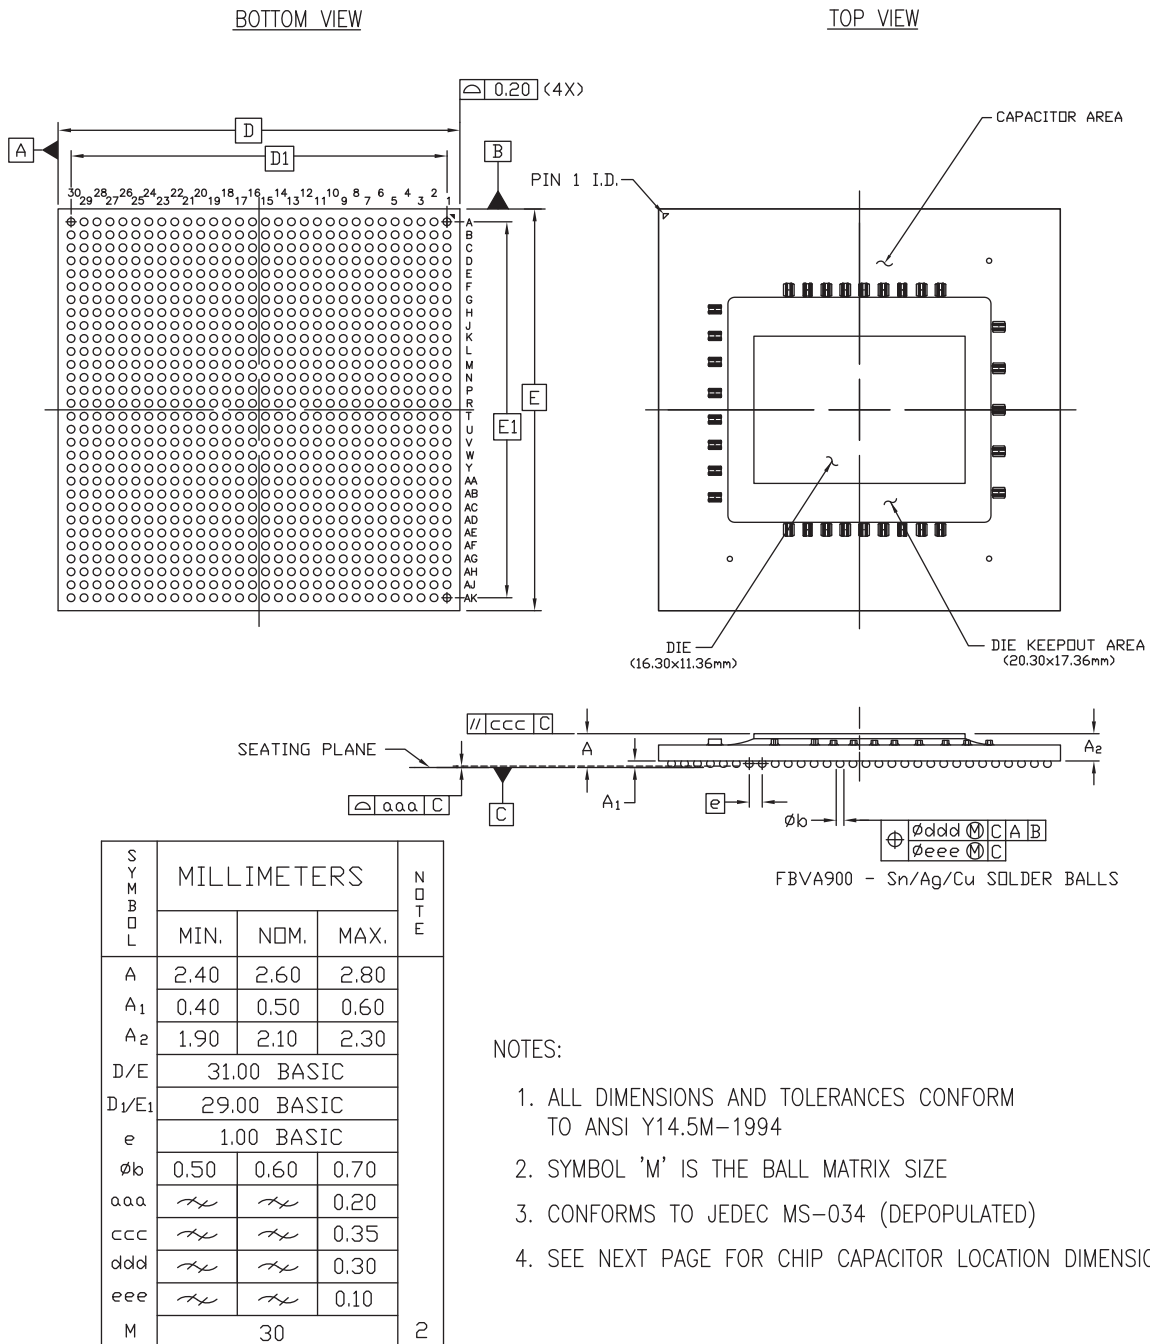 BOTTOM VIEW
TOP VIEW
0.20 (4X)
D
A
D1
B
CAPACITOR AREA
PIN 1 I.D.
30 28 26 24 22 20 18 16 14 12 10 8 6 4 2
29 27 25 23 21 19 17 15 13 11 9 7 5 3 1
A
B
C
D
E
F
G
H
J
K
L
M
N
P
R
T
U
V
W
Y
AA
AB
AC
AD
AE
AF
AG
AH
AJ
AK
E
E1
DIE
(16.30x11.36mm)
DIE KEEPOUT AREA
(20.30x17.36mm)
// ccc C
SEATING PLANE
A
A2
aaa C
C
A1
e
Øb
Øddd Ⓜ C A B
Øeee Ⓜ C
FBVA900 - Sn/Ag/Cu SOLDER BALLS
SYMBOL MILLIMETERS NOTE
MIN. NOM. MAX.
A 2.40 2.60 2.80
A1 0.40 0.50 0.60
A2 1.90 2.10 2.30
D/E 31.00 BASIC
D1/E1 29.00 BASIC
e 1.00 BASIC
Øb 0.50 0.60 0.70
aaa 0.20
ccc 0.35
ddd 0.30
eee 0.10
M 30 2
NOTES:
1. ALL DIMENSIONS AND TOLERANCES CONFORM
TO ANSI Y14.5M-1994
2. SYMBOL 'M' IS THE BALL MATRIX SIZE
3. CONFORMS TO JEDEC MS-034 (DEPOPULATED)
4. SEE NEXT PAGE FOR CHIP CAPACITOR LOCATION